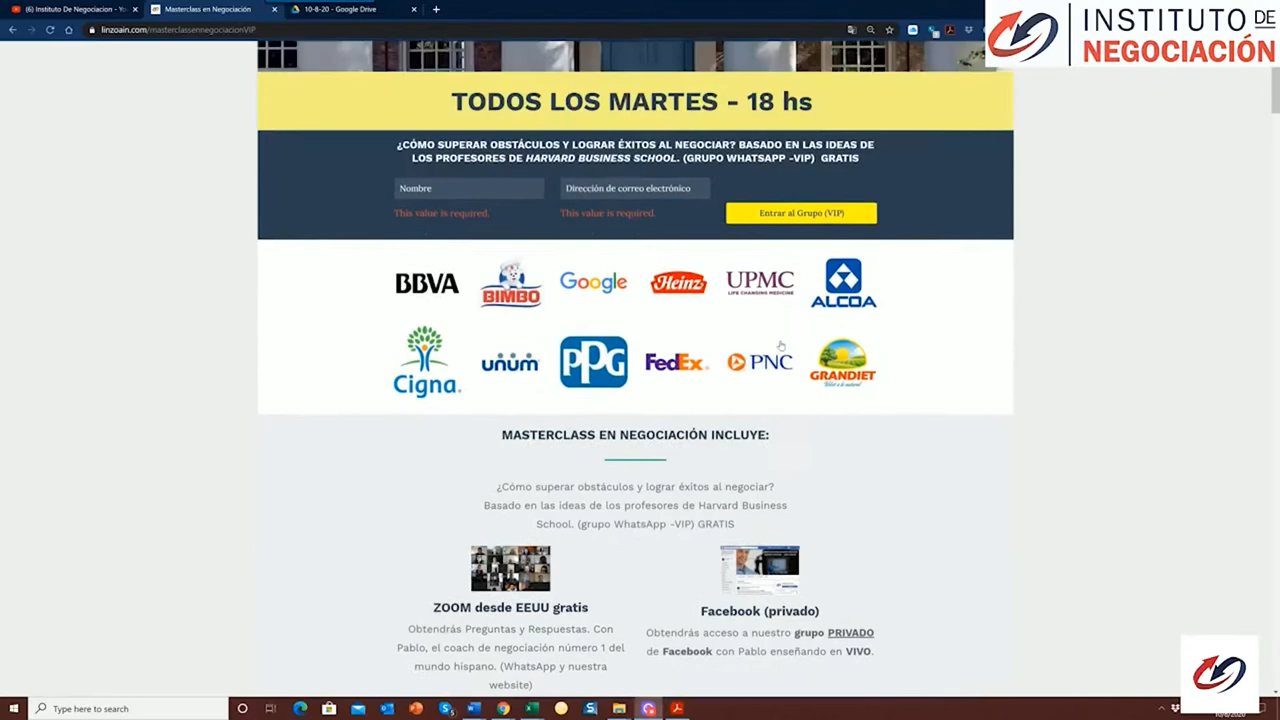 (6) Instituto De Negociacion - Yo
Masterclass en Negociación
10-8-20 - Google Drive
linzoain.com/masterclassennegociacionVIP
INSTITUTO DE
NEGOCIACIÓN
TODOS LOS MARTES - 18 hs
¿CÓMO SUPERAR OBSTÁCULOS Y LOGRAR ÉXITOS AL NEGOCIAR? BASADO EN LAS IDEAS DE
LOS PROFESORES DE HARVARD BUSINESS SCHOOL. (GRUPO WHATSAPP -VIP) GRATIS
Nombre
Dirección de correo electrónico
This value is required.
This value is required.
Entrar al Grupo (VIP)
BBVA
BIMBO
Google
Heinz
UPMC
LIFE CHANGING MEDICINE
ALCOA
Cigna.
unum
PPG
FedEx.
PNC
GRANDIET
MASTERCLASS EN NEGOCIACIÓN INCLUYE:
¿Cómo superar obstáculos y lograr éxitos al negociar?
Basado en las ideas de los profesores de Harvard Business
School. (grupo WhatsApp -VIP) GRATIS
ZOOM desde EEUU gratis
Obtendrás Preguntas y Respuestas. Con
Pablo, el coach de negociación número 1 del
mundo hispano. (WhatsApp y nuestra
website)
Facebook (privado)
Obtendrás acceso a nuestro grupo PRIVADO
de Facebook con Pablo enseñando en VIVO.
Type here to search